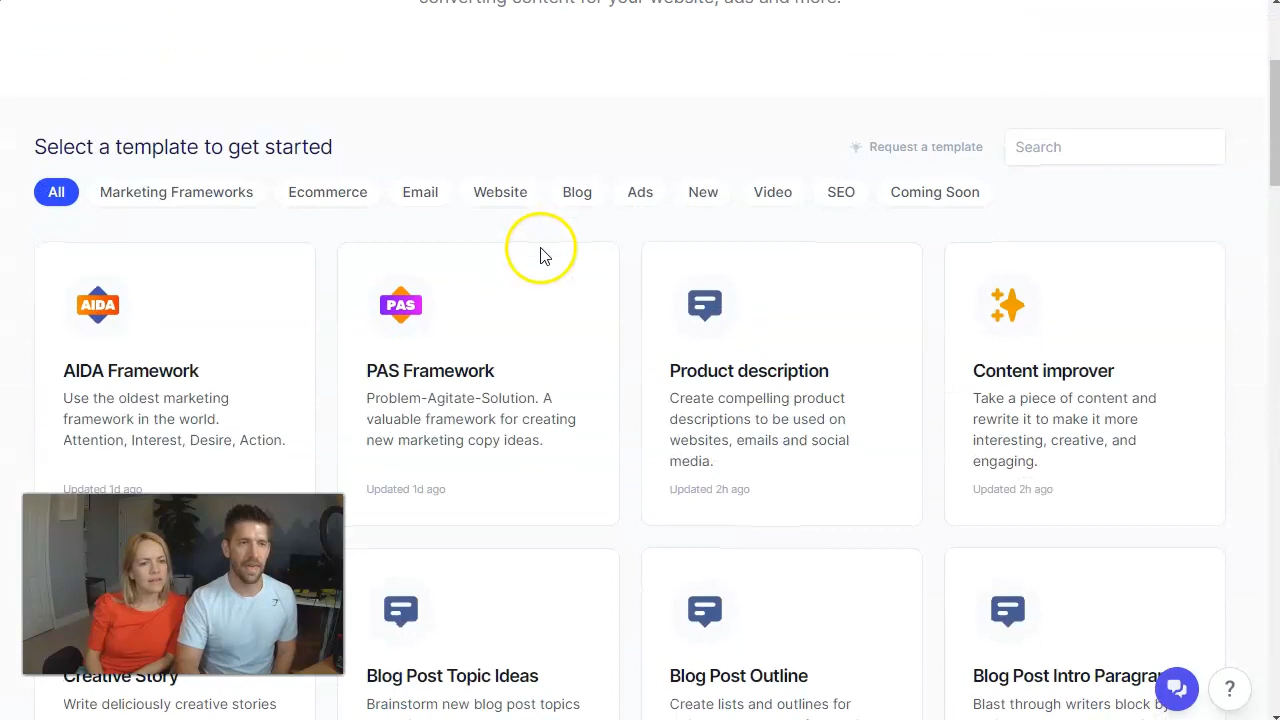 converting content for your website, ads and more.
Select a template to get started
Request a template
Search
All
Marketing Frameworks
Ecommerce
Email
Website
Blog
Ads
New
Video
SEO
Coming Soon
AIDA
AIDA Framework
Use the oldest marketing
framework in the world.
Attention, Interest, Desire, Action.
Updated 1d ago
PAS
PAS Framework
Problem-Agitate-Solution. A
valuable framework for creating
new marketing copy ideas.
Updated 1d ago
Product description
Create compelling product
descriptions to be used on
websites, emails and social
media.
Updated 2h ago
Content improver
Take a piece of content and
rewrite it to make it more
interesting, creative, and
engaging.
Updated 2h ago
Creative Story
Write deliciously creative stories
Blog Post Topic Ideas
Brainstorm new blog post topics
Blog Post Outline
Create lists and outlines for
Blog Post Intro Paragra
Blast through writers block by
?